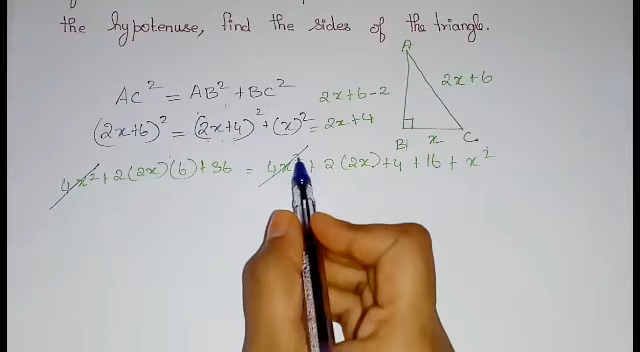 the hypotenuse, find the sides of the triangle.
AC² = AB² + BC²
2x+6-2
(2x+6)² = (2x+4)² + (x)²
= 2x+4
A
2x+6
B
x
C
4x² + 2(2x)(6) + 36 = 4x² + 2(2x)+4 + 16 + x²